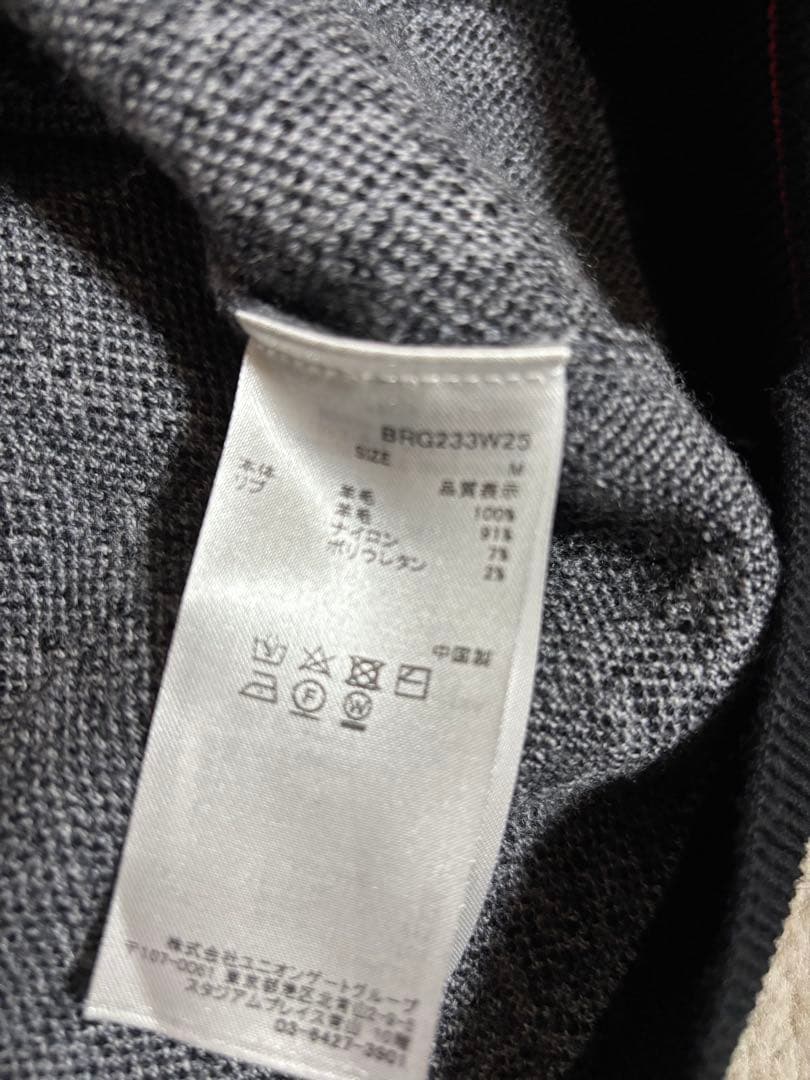 BRG233W25
SIZE M
品質表示
本体 羊毛 100%
リブ 羊毛 91%
ナイロン 7%
ポリウレタン 2%
中国製
F
W
株式会社ユニオンゲートグループ
〒107-0061 東京都港区北青山2-9-5
スタジアムプレイス青山 10階
03-6427-3901